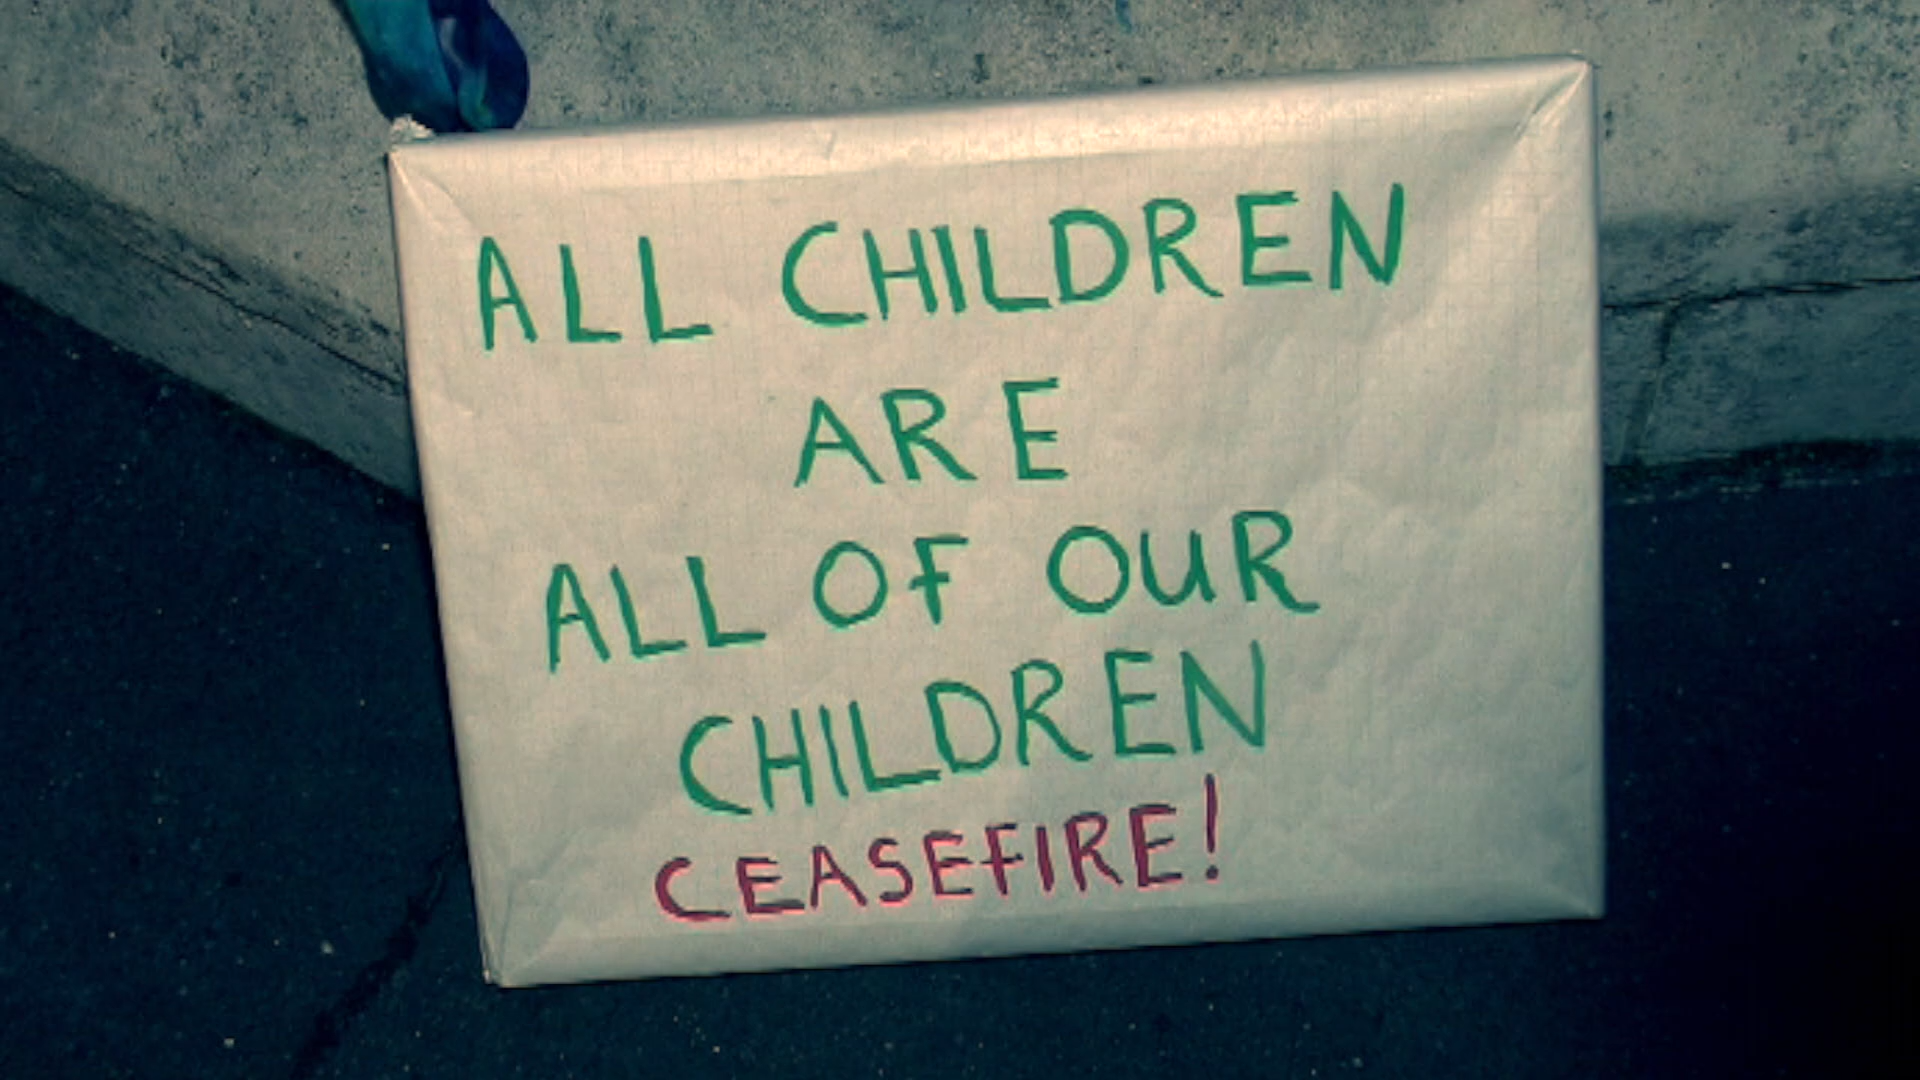 ALL CHILDREN
ARE
ALL OF OUR
CHILDREN
CEASEFIRE!